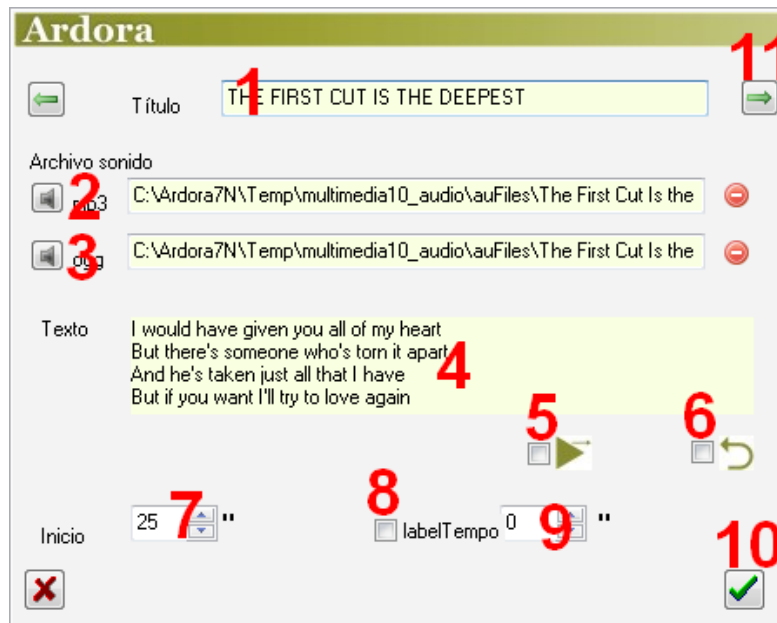 Ardora
11
1
Título THE FIRST CUT IS THE DEEPEST
Archivo sonido
2 mp3 C:\Ardora7N\Temp\multimedia10_audio\auFiles\The First Cut Is the
3 ogg C:\Ardora7N\Temp\multimedia10_audio\auFiles\The First Cut Is the
Texto I would have given you all of my heart
But there's someone who's torn it apart
And he's taken just all that I have
4
But if you want I'll try to love again
5 6
7 8
Inicio 25 " labelTempo 0 9 "
10